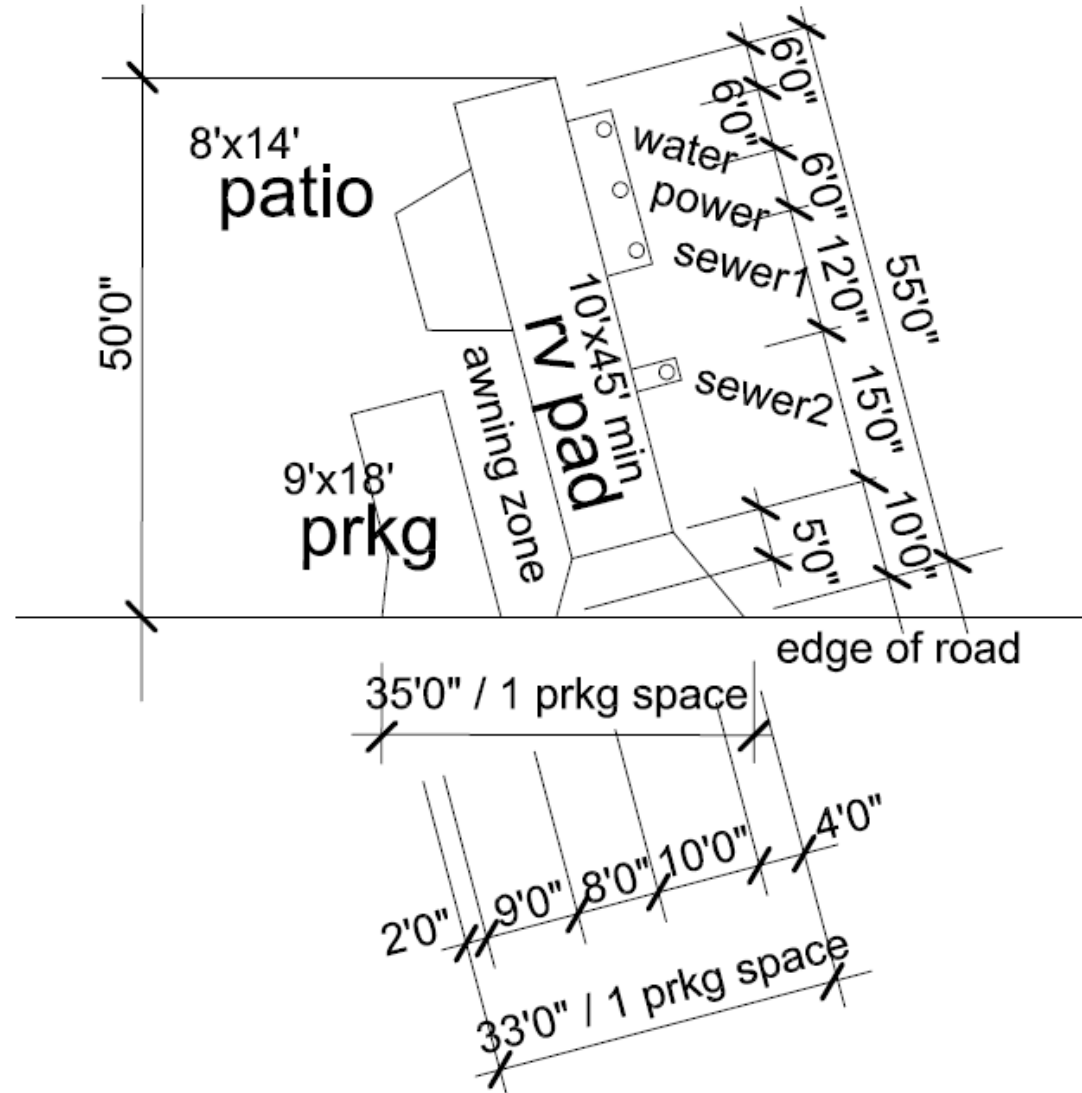 6'0"
6'0"
6'0"
12'0"
55'0"
15'0"
10'0"
5'0"
8'x14'
patio
water
power
sewer1
50'0"
10'x45' min
rv pad
sewer2
awning zone
9'x18'
prkg
edge of road
35'0" / 1 prkg space
4'0"
10'0"
8'0"
9'0"
2'0"
33'0" / 1 prkg space